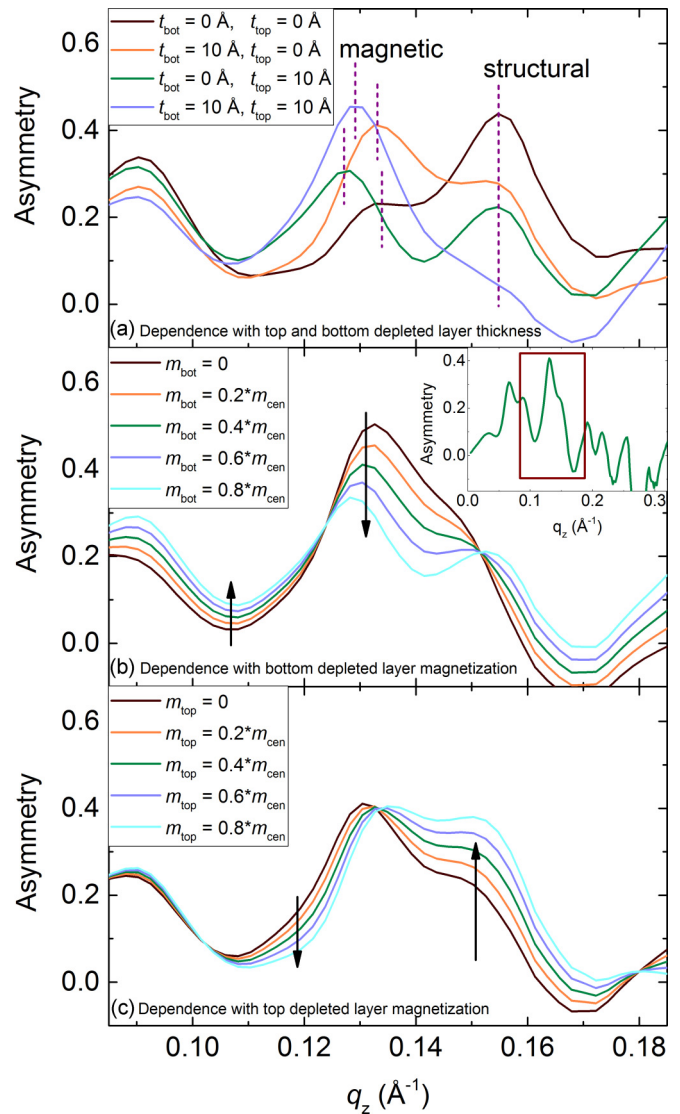 t_bot = 0 Å, t_top = 0 Å
t_bot = 10 Å, t_top = 0 Å
t_bot = 0 Å, t_top = 10 Å
t_bot = 10 Å, t_top = 10 Å
magnetic
structural
0.6
0.4
0.2
0.0
Asymmetry
(a) Dependence with top and bottom depleted layer thickness
m_bot = 0
m_bot = 0.2*m_cen
m_bot = 0.4*m_cen
m_bot = 0.6*m_cen
m_bot = 0.8*m_cen
0.6
0.4
0.2
0.0
Asymmetry
0.4
0.2
0.0
Asymmetry
0.0 0.1 0.2 0.3
q_z (Å⁻¹)
(b) Dependence with bottom depleted layer magnetization
m_top = 0
m_top = 0.2*m_cen
m_top = 0.4*m_cen
m_top = 0.6*m_cen
m_top = 0.8*m_cen
0.6
0.4
0.2
0.0
Asymmetry
(c) Dependence with top depleted layer magnetization
0.10 0.12 0.14 0.16 0.18
q_z (Å⁻¹)